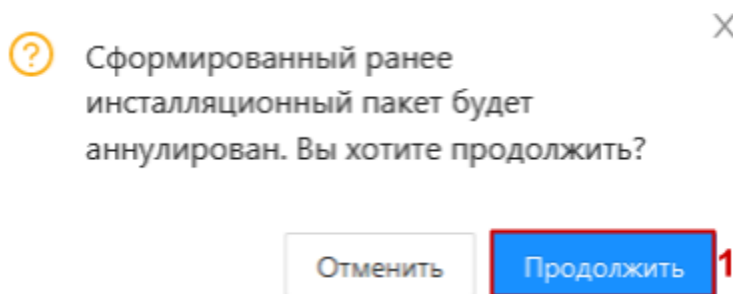 Сформированный ранее
инсталляционный пакет будет
аннулирован. Вы хотите продолжить?
Отменить
Продолжить
1